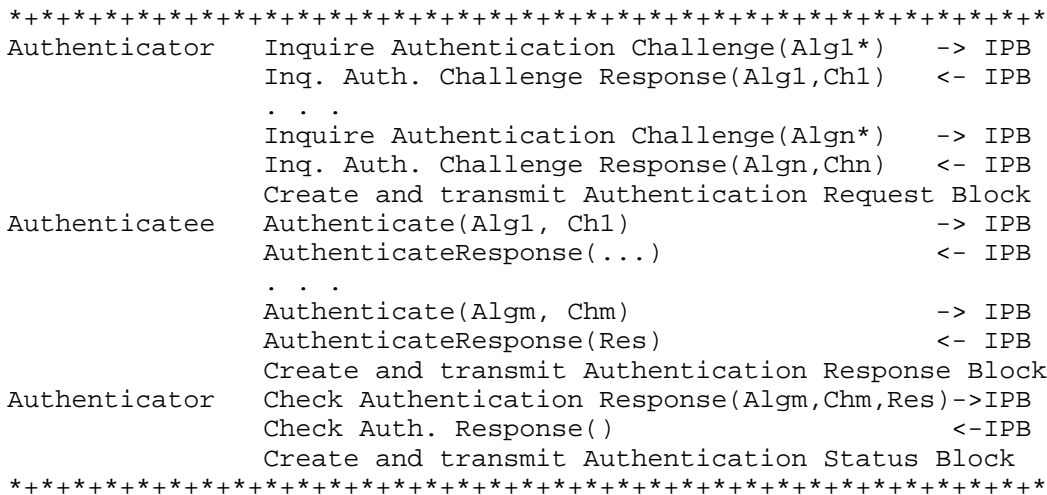 *+*+*+*+*+*+*+*+*+*+*+*+*+*+*+*+*+*+*+*+*+*+*+*+*+*+*+*+*
Authenticator   Inquire Authentication Challenge(Alg1*)   -> IPB
                Inq. Auth. Challenge Response(Alg1,Ch1)   <- IPB
                . . .
                Inquire Authentication Challenge(Algn*)   -> IPB
                Inq. Auth. Challenge Response(Algn,Chn)   <- IPB
                Create and transmit Authentication Request Block
Authenticatee   Authenticate(Alg1, Ch1)                   -> IPB
                AuthenticateResponse(...)                 <- IPB
                . . .
                Authenticate(Algm, Chm)                   -> IPB
                AuthenticateResponse(Res)                 <- IPB
                Create and transmit Authentication Response Block
Authenticator   Check Authentication Response(Algm,Chm,Res)->IPB
                Check Auth. Response()                     <-IPB
                Create and transmit Authentication Status Block
*+*+*+*+*+*+*+*+*+*+*+*+*+*+*+*+*+*+*+*+*+*+*+*+*+*+*+*+*